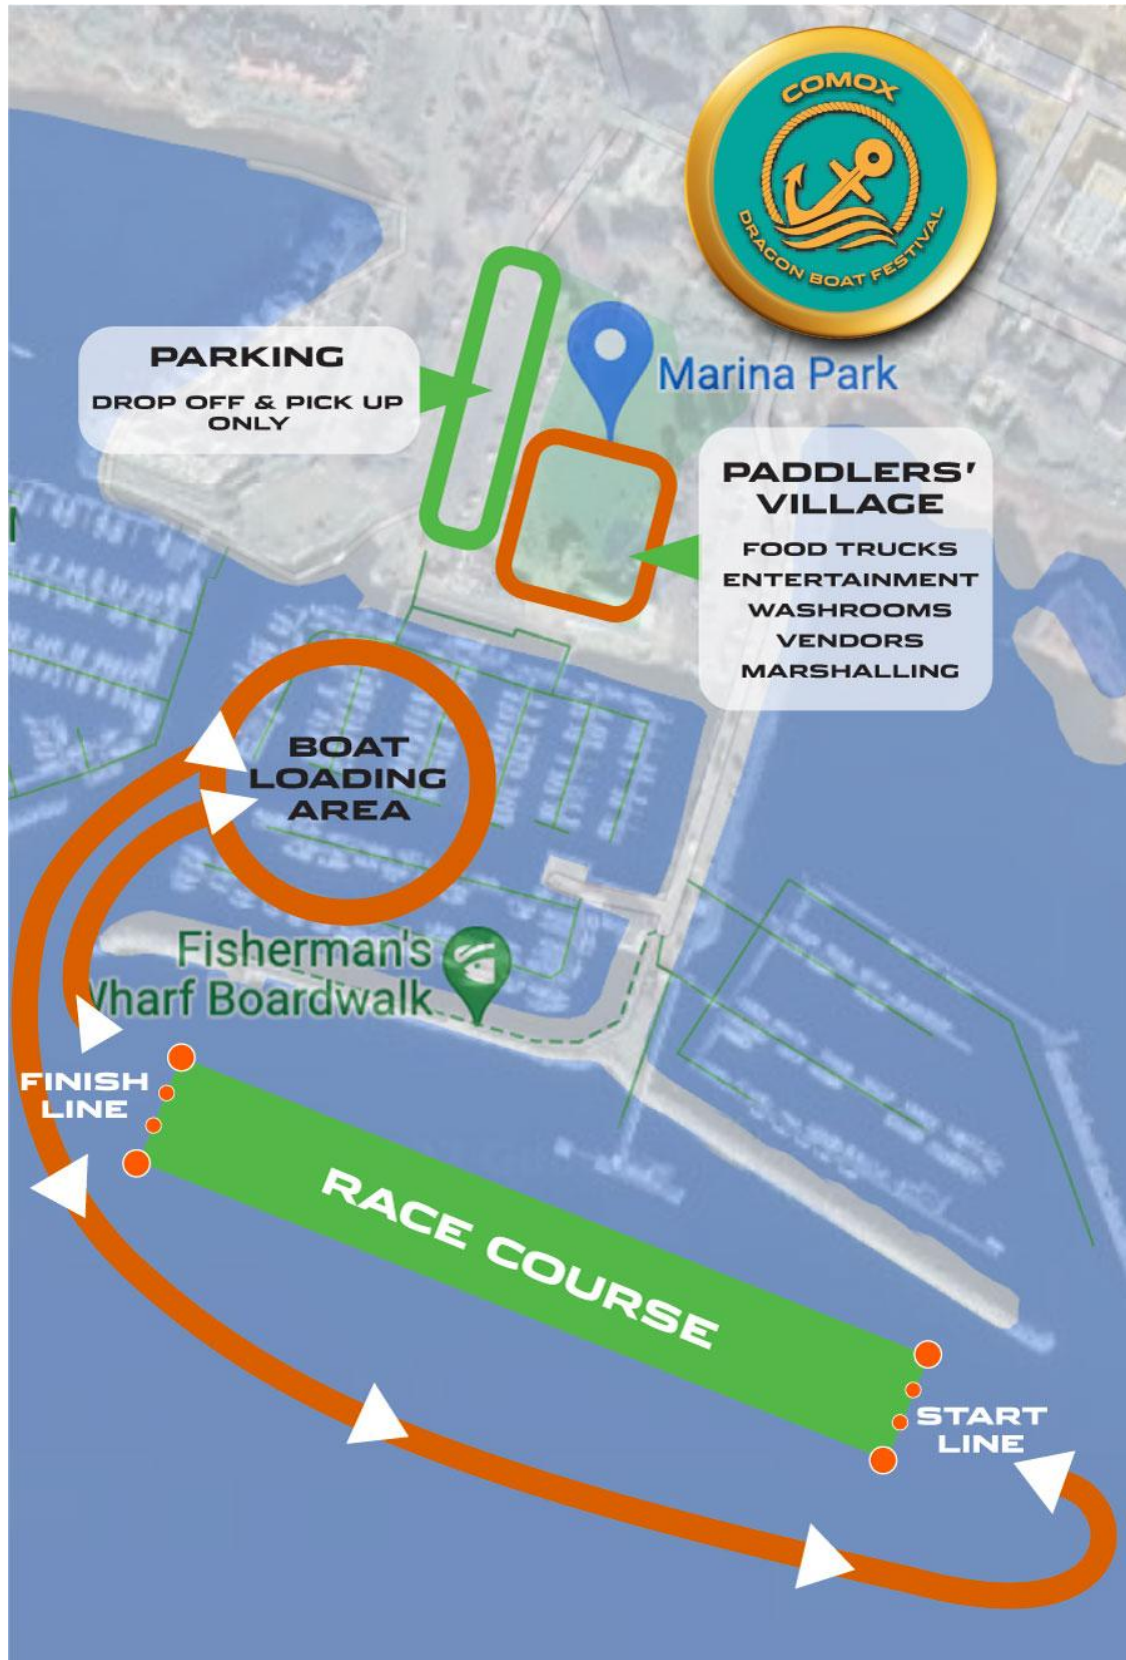 COMOX
DRAGON BOAT FESTIVAL
PARKING
DROP OFF & PICK UP
ONLY
Marina Park
PADDLERS'
VILLAGE
FOOD TRUCKS
ENTERTAINMENT
WASHROOMS
VENDORS
MARSHALLING
BOAT
LOADING
AREA
Fisherman's
Wharf Boardwalk
FINISH
LINE
RACE COURSE
START
LINE